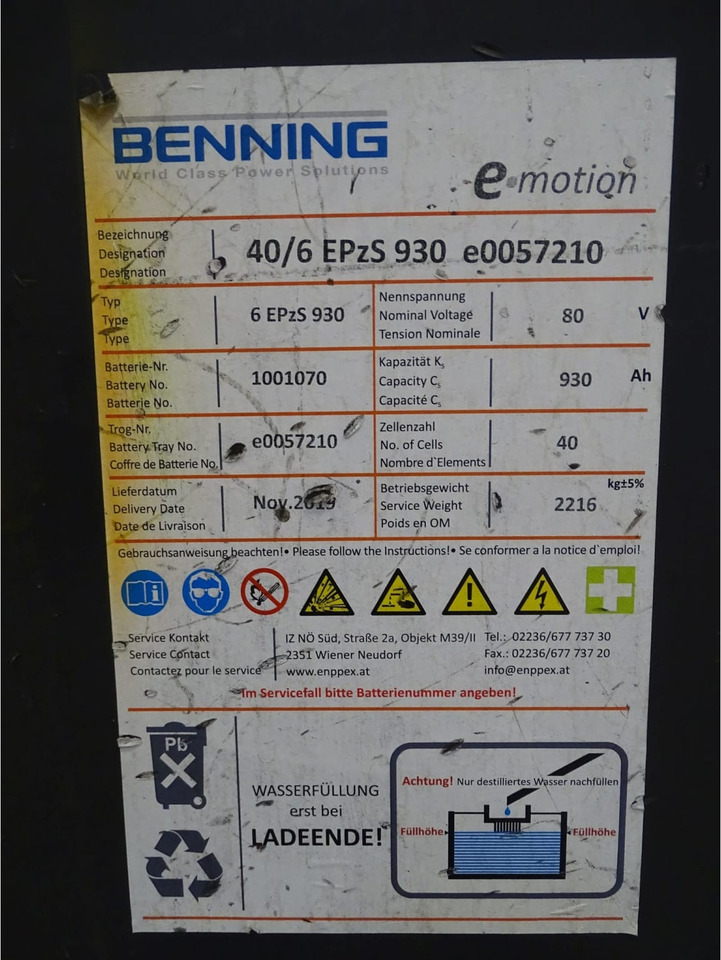 BENNING
World Class Power Solutions
e•motion
Bezeichnung
Designation
Designation
40/6 EPzS 930 e0057210
Typ
Type
Type
6 EPzS 930
Nennspannung
Nominal Voltage
Tension Nominale
80 V
Batterie-Nr.
Battery No.
Batterie No.
1001070
Kapazität K5
Capacity C5
Capacité C5
930 Ah
Trog-Nr.
Battery Tray No.
Coffre de Batterie No.
e0057210
Zellenzahl
No. of Cells
Nombre d`Elements
40
Lieferdatum
Delivery Date
Date de Livraison
Nov.2019
Betriebsgewicht
Service Weight
Poids en OM
2216
kg±5%
Gebrauchsanweisung beachten!• Please follow the Instructions!• Se conformer a la notice d`emploi!
Service Kontakt
Service Contact
Contactez pour le service
IZ NÖ Süd, Straße 2a, Objekt M39/II
2351 Wiener Neudorf
www.enppex.at
Tel.: 02236/677 737 30
Fax.: 02236/677 737 20
info@enppex.at
Im Servicefall bitte Batterienummer angeben!
Pb
WASSERFÜLLUNG
erst bei
LADEENDE!
Achtung! Nur destilliertes Wasser nachfüllen
Füllhöhe
Füllhöhe